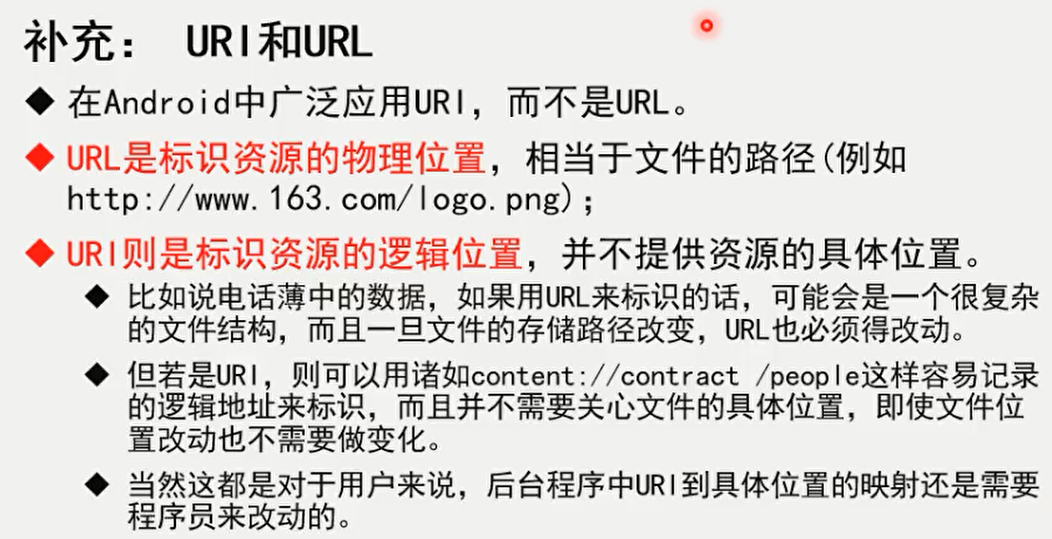 补充： URI和URL
◆ 在Android中广泛应用URI，而不是URL。
◆ URL是标识资源的物理位置，相当于文件的路径(例如
http://www.163.com/logo.png)；
◆ URI则是标识资源的逻辑位置，并不提供资源的具体位置。
◆ 比如说电话薄中的数据，如果用URL来标识的话，可能会是一个很复杂
的文件结构，而且一旦文件的存储路径改变，URL也必须得改动。
◆ 但若是URI，则可以用诸如content://contract /people这样容易记录
的逻辑地址来标识，而且并不需要关心文件的具体位置，即使文件位
置改动也不需要做变化。
◆ 当然这都是对于用户来说，后台程序中URI到具体位置的映射还是需要
程序员来改动的。